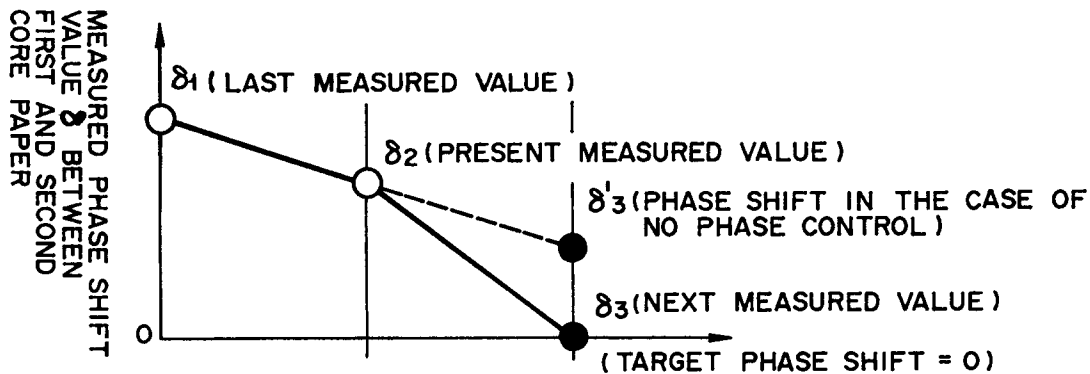 MEASURED PHASE SHIFT
VALUE δ BETWEEN
FIRST AND SECOND
CORE PAPER
δ1 (LAST MEASURED VALUE)
δ2 (PRESENT MEASURED VALUE)
δ'3 (PHASE SHIFT IN THE CASE OF
NO PHASE CONTROL)
δ3 (NEXT MEASURED VALUE)
0
(TARGET PHASE SHIFT = 0)